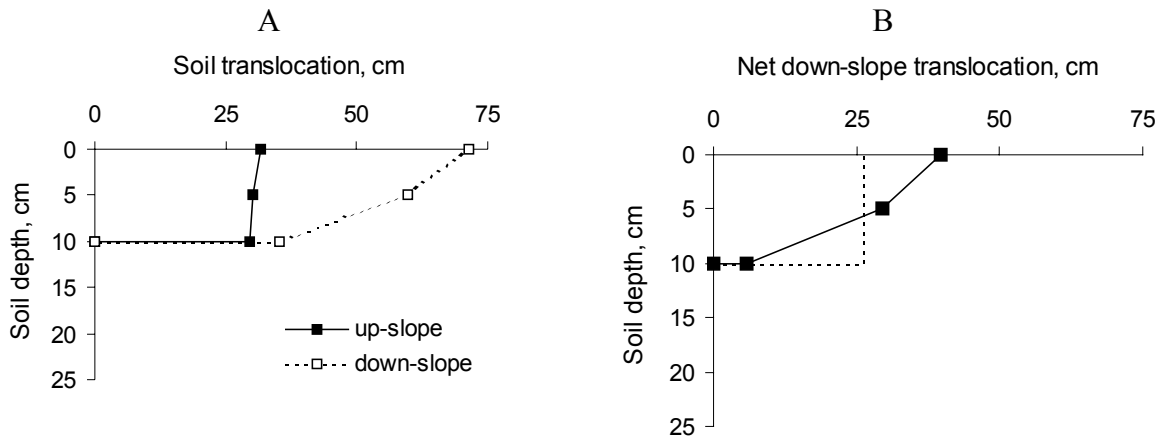 A
Soil translocation, cm
0 25 50 75
0
5
10
15
20
25
Soil depth, cm
up-slope
down-slope
B
Net down-slope translocation, cm
0 25 50 75
0
5
10
15
20
25
Soil depth, cm